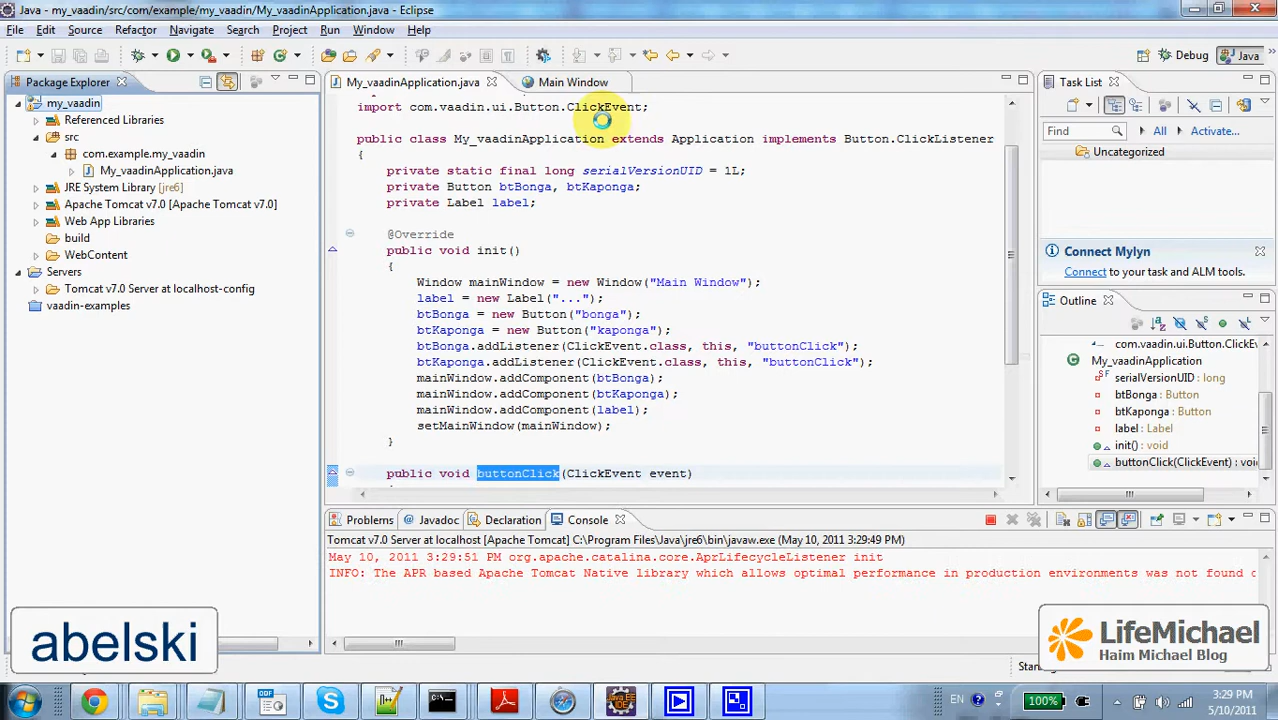 Java - my_vaadin/src/com/example/my_vaadin/My_vaadinApplication.java - Eclipse
File Edit Source Refactor Navigate Search Project Run Window Help
Debug Java
Package Explorer
my_vaadin
Referenced Libraries
src
com.example.my_vaadin
My_vaadinApplication.java
JRE System Library [jre6]
Apache Tomcat v7.0 [Apache Tomcat v7.0]
Web App Libraries
build
WebContent
Servers
Tomcat v7.0 Server at localhost-config
vaadin-examples
My_vaadinApplication.java Main Window
import com.vaadin.ui.Button.ClickEvent;
public class My_vaadinApplication extends Application implements Button.ClickListener
{
private static final long serialVersionUID = 1L;
private Button btBonga, btKaponga;
private Label label;
@Override
public void init()
{
Window mainWindow = new Window("Main Window");
label = new Label("...");
btBonga = new Button("bonga");
btKaponga = new Button("kaponga");
btBonga.addListener(ClickEvent.class, this, "buttonClick");
btKaponga.addListener(ClickEvent.class, this, "buttonClick");
mainWindow.addComponent(btBonga);
mainWindow.addComponent(btKaponga);
mainWindow.addComponent(label);
setMainWindow(mainWindow);
}
public void buttonClick(ClickEvent event)
Task List
Find All Activate...
Uncategorized
Connect Mylyn
Connect to your task and ALM tools.
Outline
com.vaadin.ui.Button.ClickEv
My_vaadinApplication
serialVersionUID : long
btBonga : Button
btKaponga : Button
label : Label
init() : void
buttonClick(ClickEvent) : voi
Problems Javadoc Declaration Console
Tomcat v7.0 Server at localhost [Apache Tomcat] C:\Program Files\Java\jre6\bin\javaw.exe (May 10, 2011 3:29:49 PM)
May 10, 2011 3:29:51 PM org.apache.catalina.core.AprLifecycleListener init
INFO: The APR based Apache Tomcat Native library which allows optimal performance in production environments was not found o
abelski
LifeMichael
Haim Michael Blog
EN 100% 3:29 PM
5/10/2011